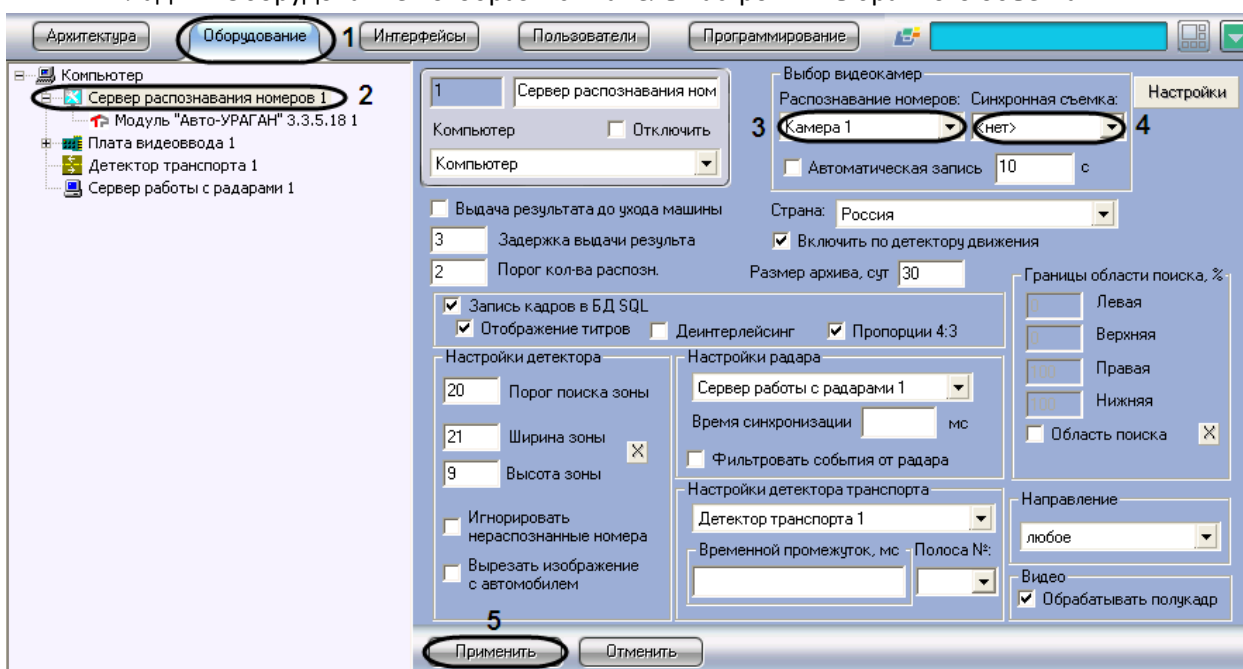 Архитектура Оборудование 1 Интерфейсы Пользователи Программирование
Компьютер
Сервер распознавания номеров 1 2
Модуль "Авто-УРАГАН" 3.3.5.18 1
Плата видеоввода 1
Детектор транспорта 1
Сервер работы с радарами 1
1 Сервер распознавания ном
Компьютер Отключить
Компьютер
Выбор видеокамер
Распознавание номеров: Синхронная съемка:
3 Камера 1 <нет> 4
Автоматическая запись 10 с
Настройки
Выдача результата до ухода машины
3 Задержка выдачи результа
2 Порог кол-ва распозн.
Страна: Россия
Включить по детектору движения
Размер архива, сут 30
Запись кадров в БД SQL
Отображение титров Деинтерлейсинг Пропорции 4:3
Границы области поиска, %
Левая
Верхняя
100 Правая
100 Нижняя
Область поиска X
Настройки детектора
20 Порог поиска зоны
21 Ширина зоны
X
9 Высота зоны
Игнорировать
нераспознанные номера
Вырезать изображение
с автомобилем
Настройки радара
Сервер работы с радарами 1
Время синхронизации мс
Фильтровать события от радара
Настройки детектора транспорта
Детектор транспорта 1
Временной промежуток, мс Полоса №:
Направление
любое
Видео
Обрабатывать полукадр
5
Применить Отменить